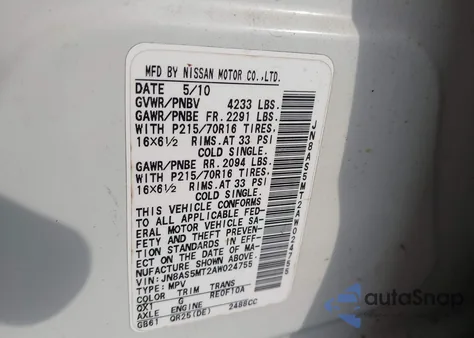 MFD BY NISSAN MOTOR CO.,LTD.
DATE 5/10
GVWR/PNBV 4233 LBS.
GAWR/PNBE FR. 2291 LBS.
WITH P215/70R16 TIRES,
16X6½ RIMS.AT 33 PSI
COLD SINGLE.
GAWR/PNBE RR. 2094 LBS.
WITH P215/70R16 TIRES,
16X6½ RIMS.AT 33 PSI
COLD SINGLE.
THIS VEHICLE CONFORMS
TO ALL APPLICABLE FED-
ERAL MOTOR VEHICLE SA-
FETY AND THEFT PREVEN-
TION STANDARDS IN EFF-
ECT ON THE DATE OF MA-
NUFACTURE SHOWN ABOVE.
VIN:JN8AS5MT2AW024755
TYPE: MPV
COLOR TRIM TRANS
QX1 G RE0F10A
AXLE ENGINE
GB61 QR25(DE) 2488CC
JN8AS5MT2AW024755
autoSnap